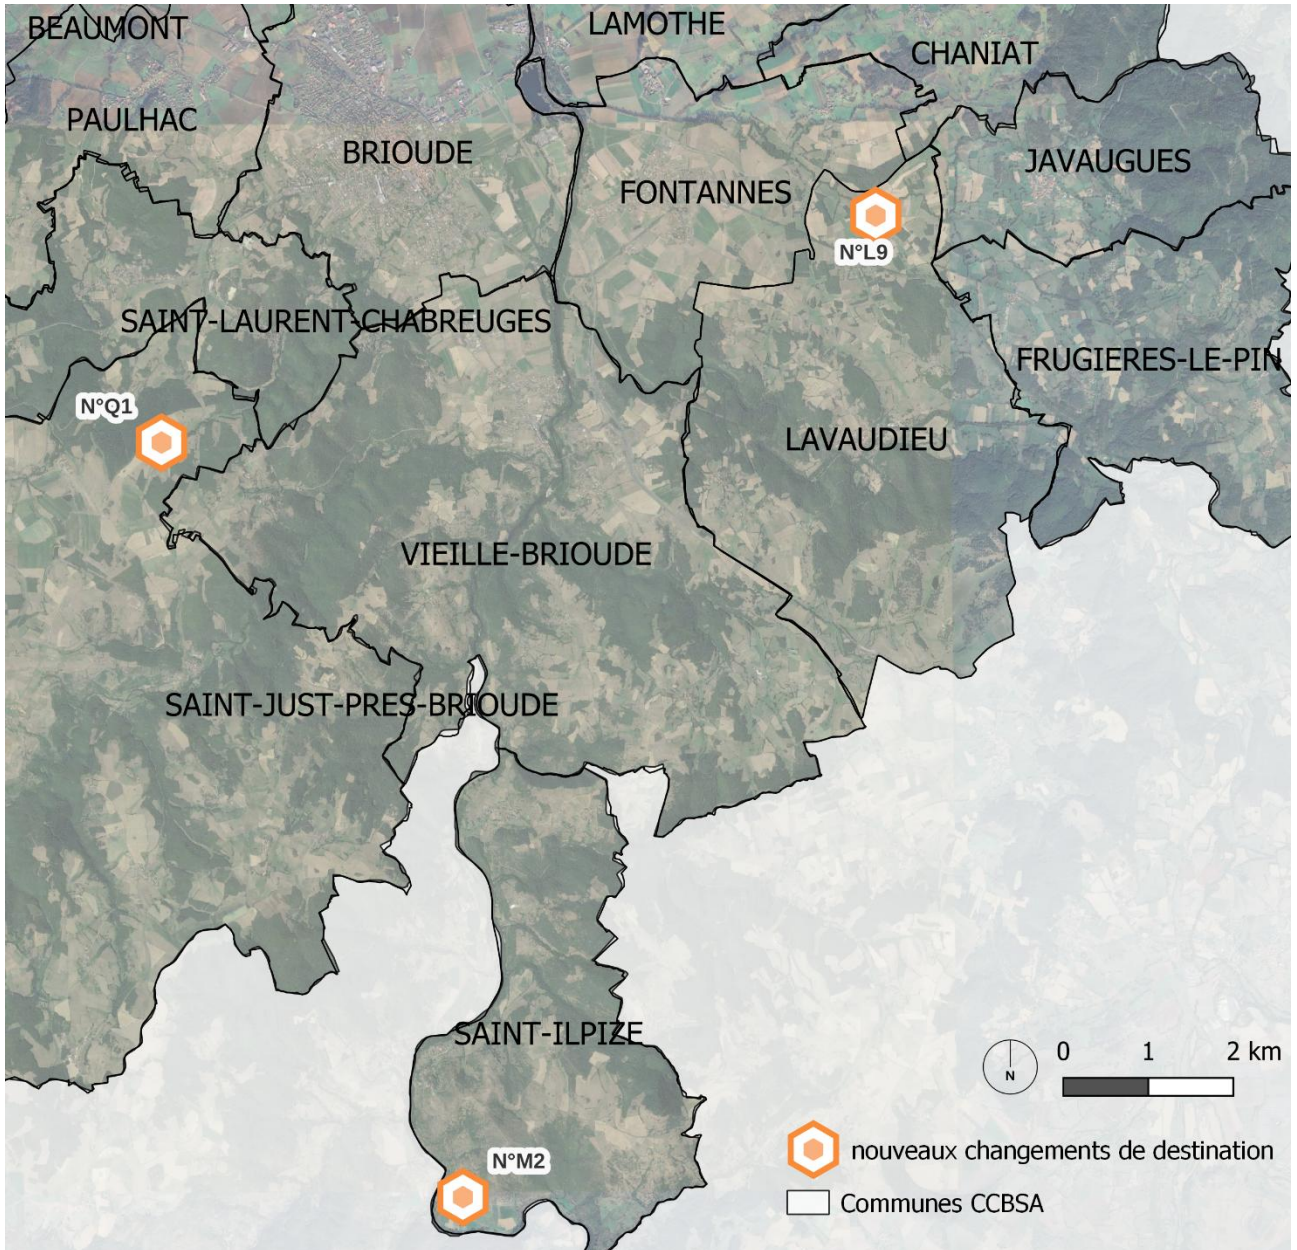 BEAUMONT
LAMOTHE
CHANIAT
PAULHAC
BRIOUDE
JAVAUGUES
FONTANNES
N°L9
SAINT-LAURENT-CHABREUGES
FRUGIERES-LE-PIN
N°Q1
LAVAUDIEU
VIEILLE-BRIOUDE
SAINT-JUST-PRES-BRIOUDE
SAINT-ILPIZE
N
0 1 2 km
nouveaux changements de destination
N°M2
Communes CCBSA